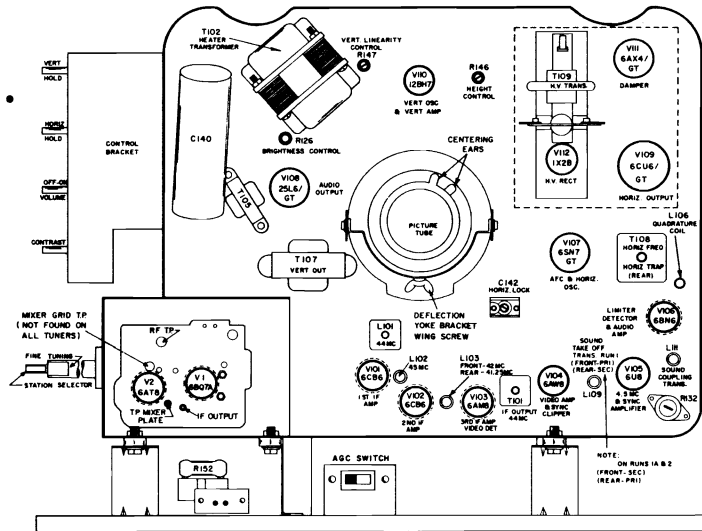 T102
HEATER
TRANSFORMER
VERT. LINEARITY
CONTROL
R147
V110
12BH7
VERT OSC
& VERT AMP
R146
HEIGHT
CONTROL
T109
H.V TRANS
V111
6AX4/
GT
DAMPER
V112
1X2B
H.V. RECT
V109
6CU6/
GT
HORIZ. OUTPUT
VERT
HOLD
HORIZ
HOLD
OFF-ON
VOLUME
CONTRAST
CONTROL
BRACKET
C140
R126
BRIGHTNESS CONTROL
T105
V108
25L6/
GT
AUDIO
OUTPUT
CENTERING
EARS
PICTURE
TUBE
T107
VERT OUT
V107
6SN7
GT
AFC & HORIZ.
OSC.
T108
HORIZ FREQ
HORIZ TRAP
(REAR)
L106
QUADRATURE
COIL
C142
HORIZ. LOCK
DEFLECTION
YOKE BRACKET
WING SCREW
LIMITER
DETECTOR
& AUDIO
AMP
V106
6BN6
MIXER GRID T.P.
(NOT FOUND ON
ALL TUNERS)
RF TP
FINE TUNING
STATION SELECTOR
V2
6AT8
V1
6BQ7A
TP MIXER
PLATE
IF OUTPUT
L101
44MC
V101
6CB6
1ST IF
AMP
L102
45 MC
V102
6CB6
2ND IF
AMP
L103
FRONT-42 MC
REAR-41.25MC
V103
6AM8
3RD IF AMP
VIDEO DET
T101
IF OUTPUT
44 MC
V104
6AW8
VIDEO AMP
& SYNC
CLIPPER
SOUND
TAKE OFF
TRANS RUN 1
(FRONT-PRI)
(REAR-SEC)
L109
V105
6U8
4.5 MC
& SYNC
AMPLIFIER
L111
SOUND
COUPLING
TRANS.
R132
NOTE:
ON RUNS 1A & 2
(FRONT-SEC)
(REAR-PRI)
R152
AGC SWITCH